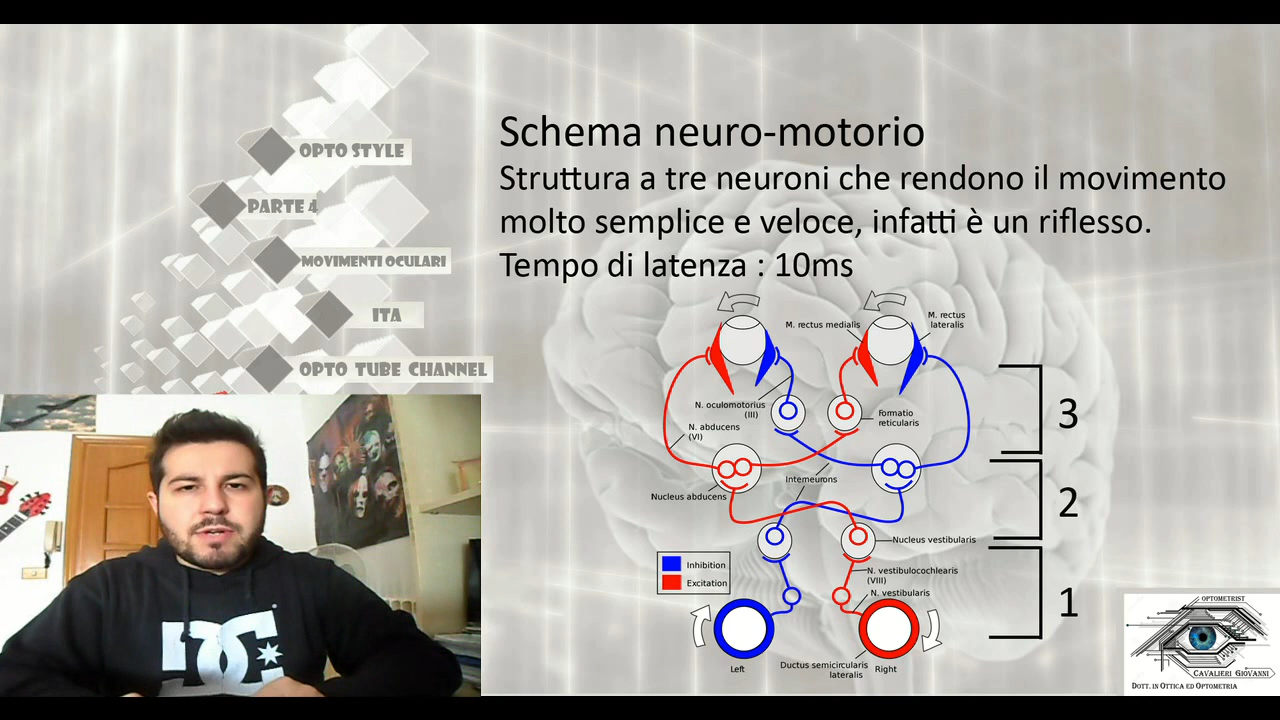 OPTO STYLE
PARTE 4
MOVIMENTI OCULARI
ITA
OPTO TUBE CHANNEL
Schema neuro-motorio
Struttura a tre neuroni che rendono il movimento
molto semplice e veloce, infatti è un riflesso.
Tempo di latenza : 10ms
M. rectus medialis
M. rectus
lateralis
N. oculomotorius
(III)
Formatio
reticularis
N. abducens
(VI)
Interneurons
Nucleus abducens
Nucleus vestibularis
Inhibition
Excitation
N. vestibulocochlearis
(VIII)
N. vestibularis
Left
Ductus semicircularis
lateralis
Right
3
2
1
DC
OPTOMETRIST
CAVALIERI GIOVANNI
DOTT. IN OTTICA ED OPTOMETRIA